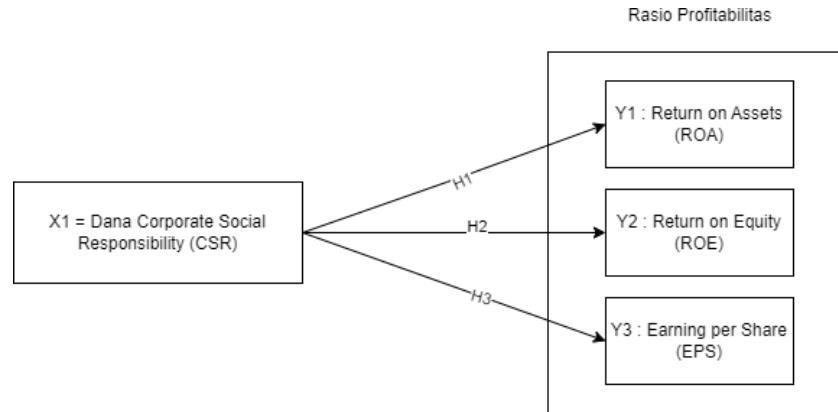 Rasio Profitabilitas
Y1 : Return on Assets
(ROA)
H1
X1 = Dana Corporate Social
Responsibility (CSR)
H2
Y2 : Return on Equity
(ROE)
H3
Y3 : Earning per Share
(EPS)